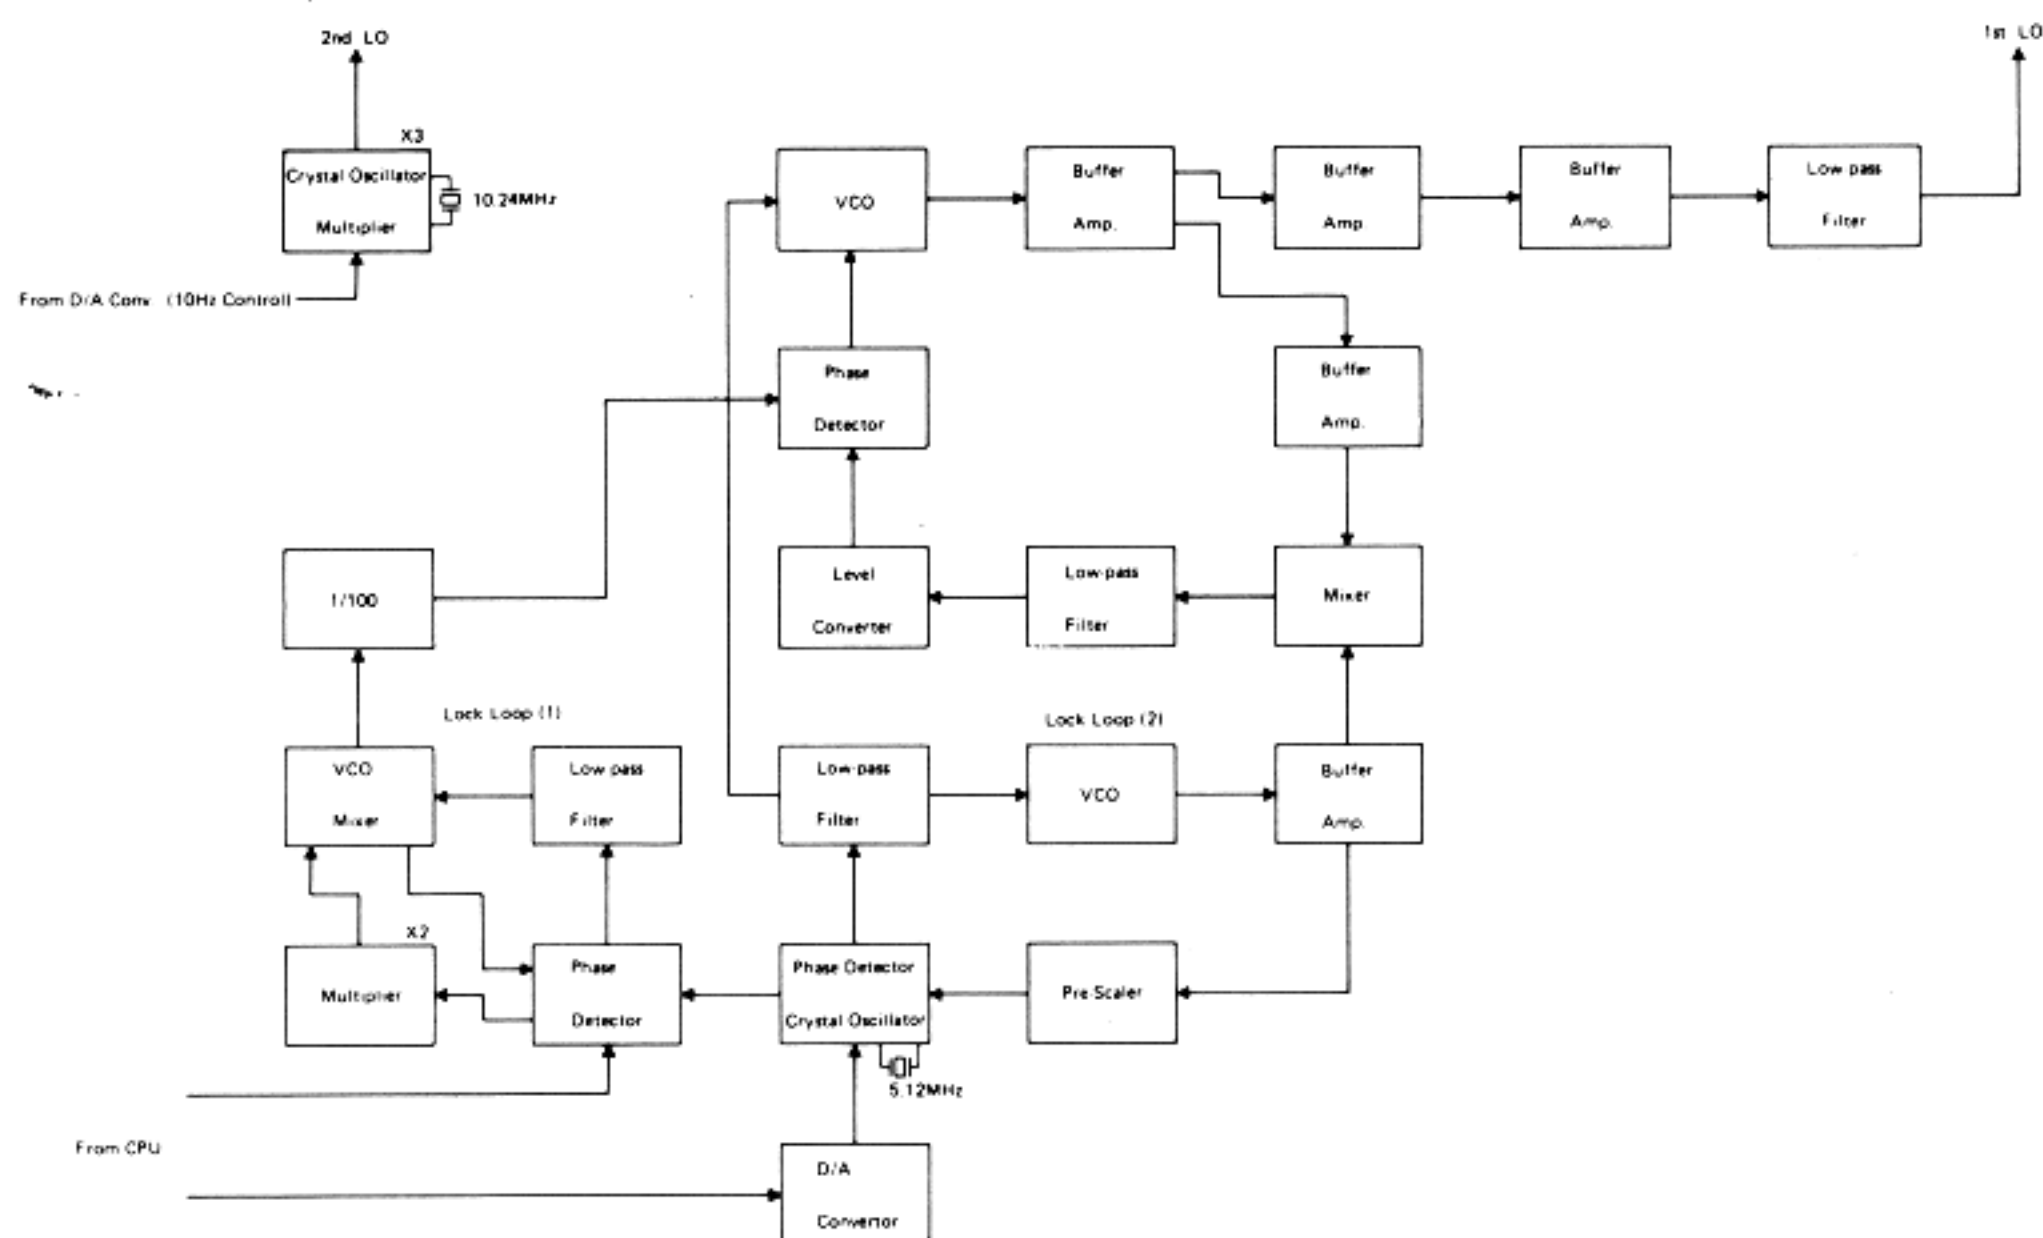 2nd LO
1st LO
X3
Crystal Oscillator
Multiplier
10.24MHz
From D/A Conv. (10Hz Control)
VCO
Buffer
Amp.
Buffer
Amp
Buffer
Amp.
Low-pass
Filter
Phase
Detector
Buffer
Amp.
1/100
Level
Converter
Low-pass
Filter
Mixer
Lock Loop (1)
Lock Loop (2)
VCO
Mixer
Low pass
Filter
Low-pass
Filter
VCO
Buffer
Amp.
X2
Multiplier
Phase
Detector
Phase Detector
Crystal Oscillator
Pre Scaler
5.12MHz
From CPU
D/A
Convertor